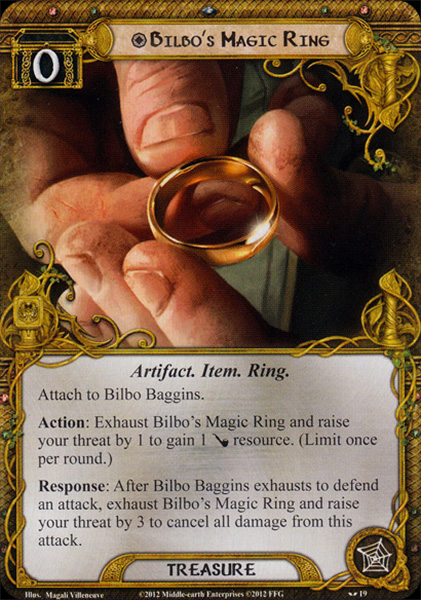 0
Bilbo's Magic Ring
Artifact. Item. Ring.
Attach to Bilbo Baggins.
Action: Exhaust Bilbo's Magic Ring and raise
your threat by 1 to gain 1 resource. (Limit once
per round.)
Response: After Bilbo Baggins exhausts to defend
an attack, exhaust Bilbo's Magic Ring and raise
your threat by 3 to cancel all damage from this
attack.
TREASURE
Illus. Magali Villeneuve ©2012 Middle-earth Enterprises ©2012 FFG 19